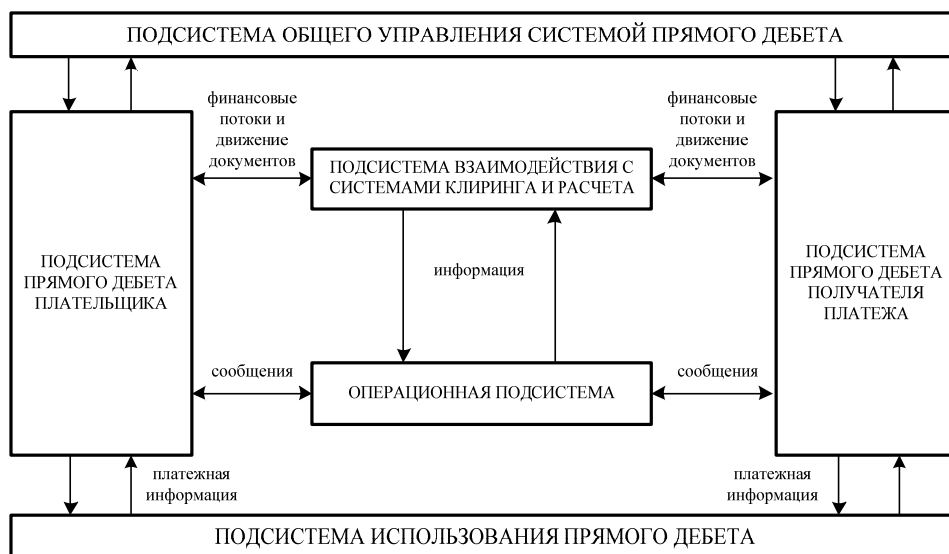 ПОДСИСТЕМА ОБЩЕГО УПРАВЛЕНИЯ СИСТЕМОЙ ПРЯМОГО ДЕБЕТА
финансовые
потоки и
движение
документов
финансовые
потоки и
движение
документов
ПОДСИСТЕМА ВЗАИМОДЕЙСТВИЯ С
СИСТЕМАМИ КЛИРИНГА И РАСЧЕТА
ПОДСИСТЕМА
ПРЯМОГО ДЕБЕТА
ПЛАТЕЛЬЩИКА
информация
ПОДСИСТЕМА
ПРЯМОГО ДЕБЕТА
ПОЛУЧАТЕЛЯ
ПЛАТЕЖА
сообщения
ОПЕРАЦИОННАЯ ПОДСИСТЕМА
сообщения
платежная
информация
платежная
информация
ПОДСИСТЕМА ИСПОЛЬЗОВАНИЯ ПРЯМОГО ДЕБЕТА